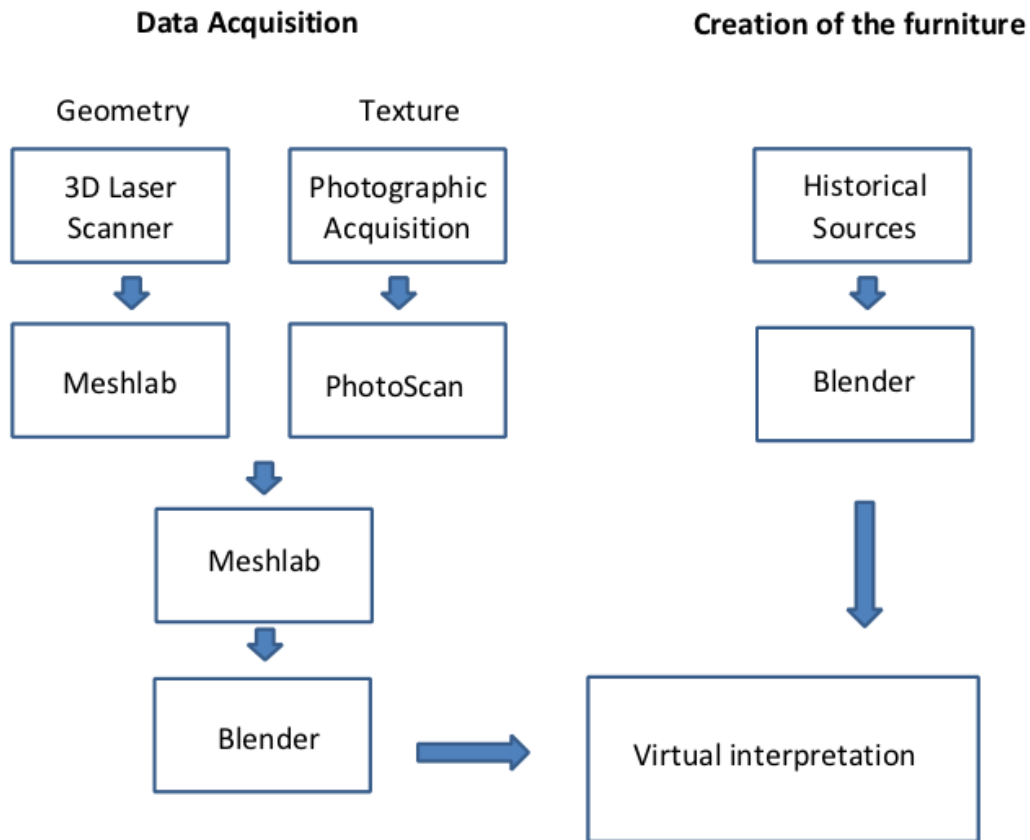 Data Acquisition
Creation of the furniture
Geometry
Texture
3D Laser
Scanner
Photographic
Acquisition
Historical
Sources
Meshlab
PhotoScan
Blender
Meshlab
Blender
Virtual interpretation